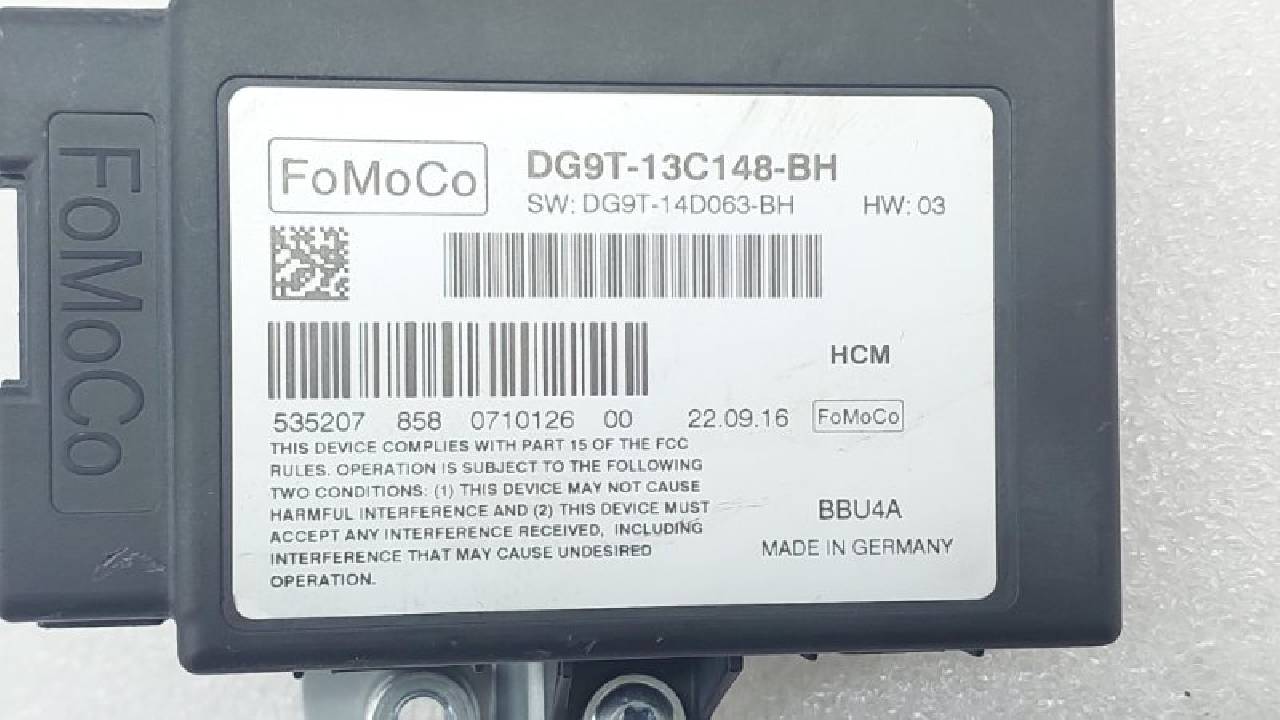 FoMoCo
FoMoCo
DG9T-13C148-BH
SW: DG9T-14D063-BH HW: 03
HCM
535207 858 0710126 00 22.09.16 FoMoCo
THIS DEVICE COMPLIES WITH PART 15 OF THE FCC
RULES. OPERATION IS SUBJECT TO THE FOLLOWING
TWO CONDITIONS: (1) THIS DEVICE MAY NOT CAUSE
HARMFUL INTERFERENCE AND (2) THIS DEVICE MUST
ACCEPT ANY INTERFERENCE RECEIVED, INCLUDING
INTERFERENCE THAT MAY CAUSE UNDESIRED
OPERATION.
BBU4A
MADE IN GERMANY